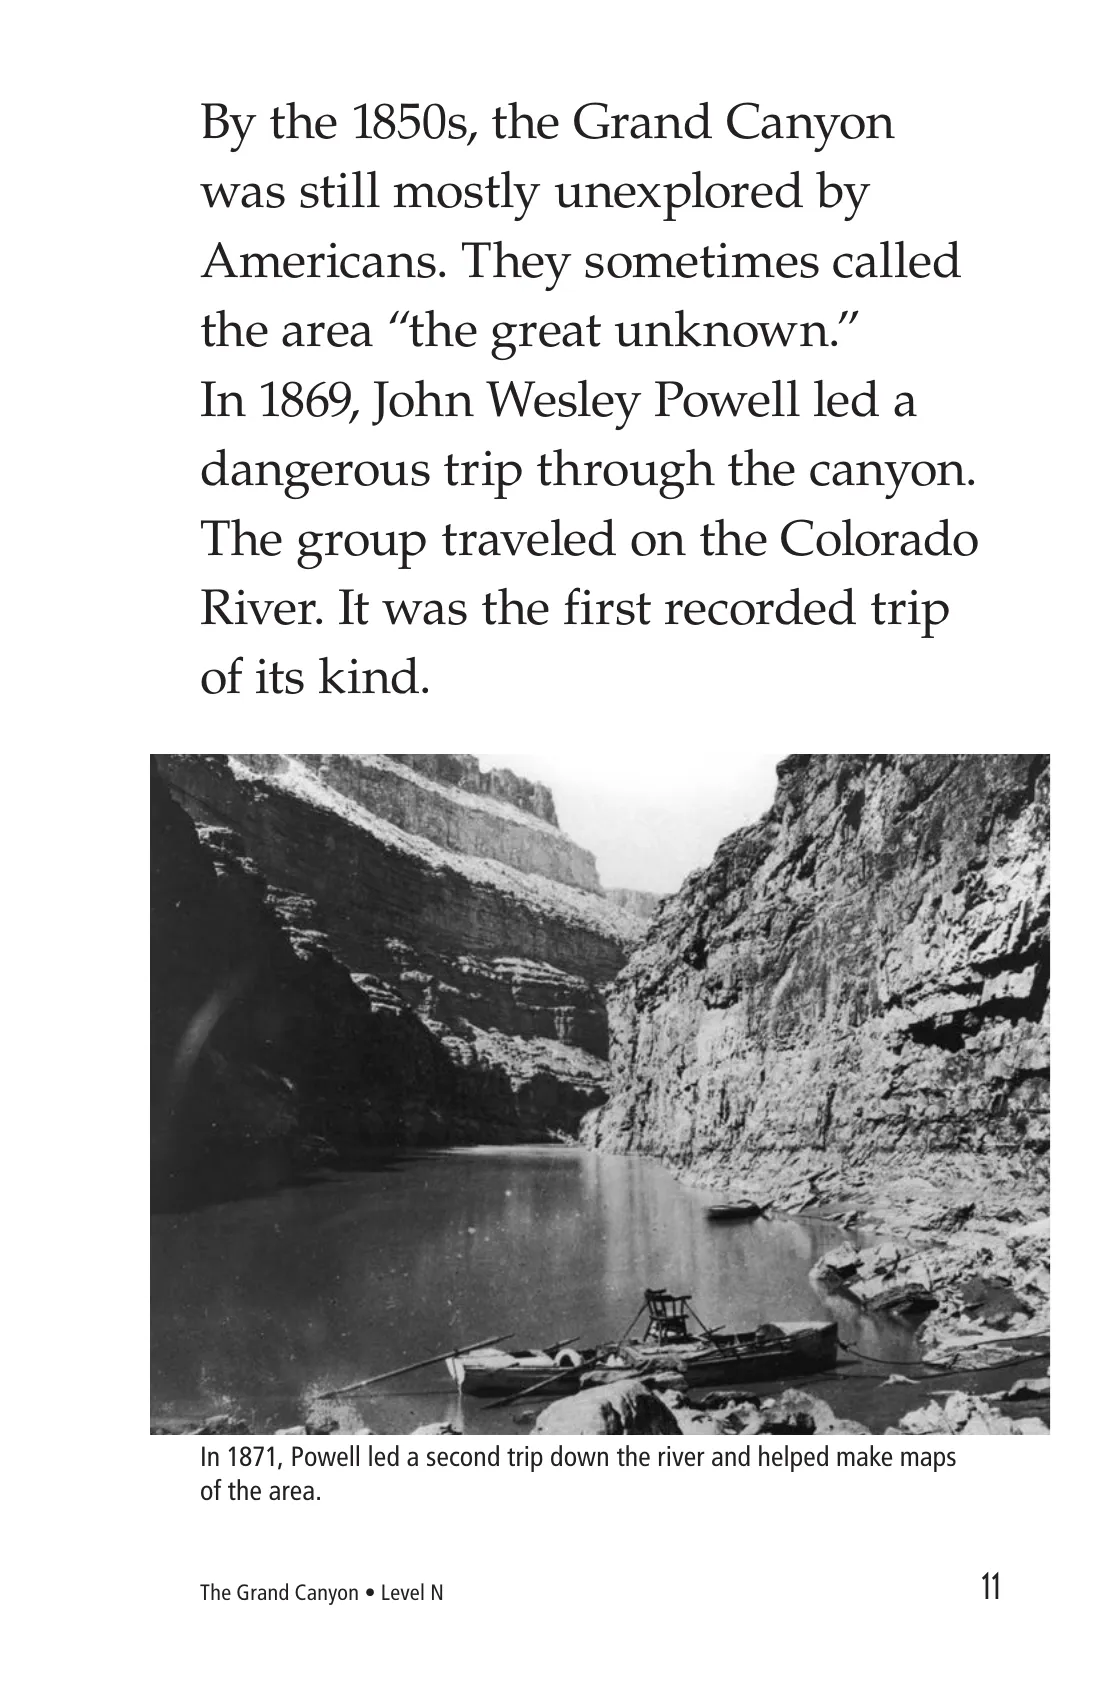 By the 1850s, the Grand Canyon
was still mostly unexplored by
Americans. They sometimes called
the area “the great unknown.”
In 1869, John Wesley Powell led a
dangerous trip through the canyon.
The group traveled on the Colorado
River. It was the first recorded trip
of its kind.
In 1871, Powell led a second trip down the river and helped make maps
of the area.
The Grand Canyon • Level N
11